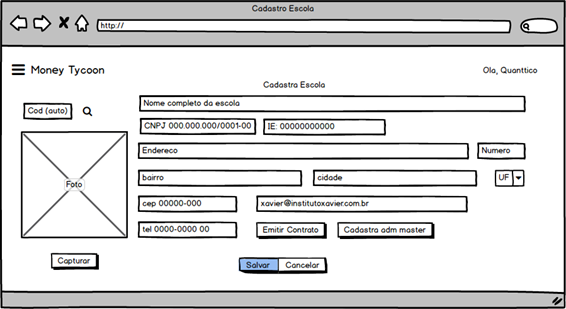 Cadastro Escola
http://
Money Tycoon
Ola, Quanttico
Cadastra Escola
Cod (auto)
Nome completo da escola
CNPJ 000.000.000/0001-00
IE: 00000000000
Endereco
Numero
bairro
cidade
UF
Foto
cep 00000-000
xavier@institutoxavier.com.br
tel 0000-0000 00
Emitir Contrato
Cadastra adm master
Capturar
Salvar
Cancelar